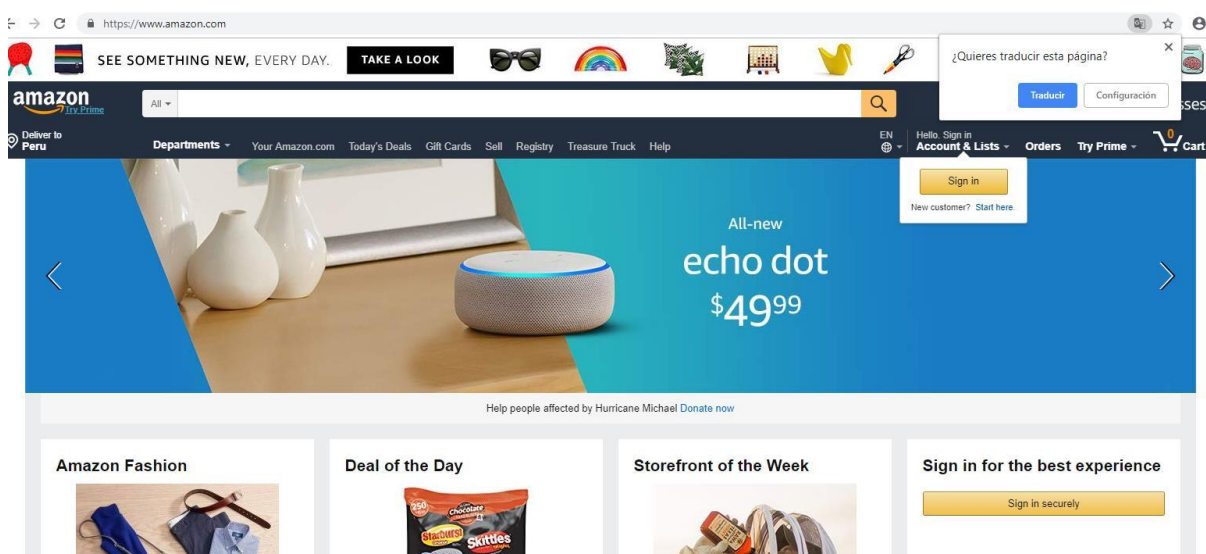 https://www.amazon.com
SEE SOMETHING NEW, EVERY DAY. TAKE A LOOK
¿Quieres traducir esta página?
Traducir Configuración
amazon
Try Prime
All
Deliver to
Peru
Departments Your Amazon.com Today's Deals Gift Cards Sell Registry Treasure Truck Help
EN
Hello. Sign in
Account & Lists Orders Try Prime 0 Cart
Sign in
New customer? Start here.
All-new
echo dot
$4999
Help people affected by Hurricane Michael Donate now
Amazon Fashion
Deal of the Day
Storefront of the Week
Sign in for the best experience
Sign in securely
250
Chocolate
Starburst
Skittles